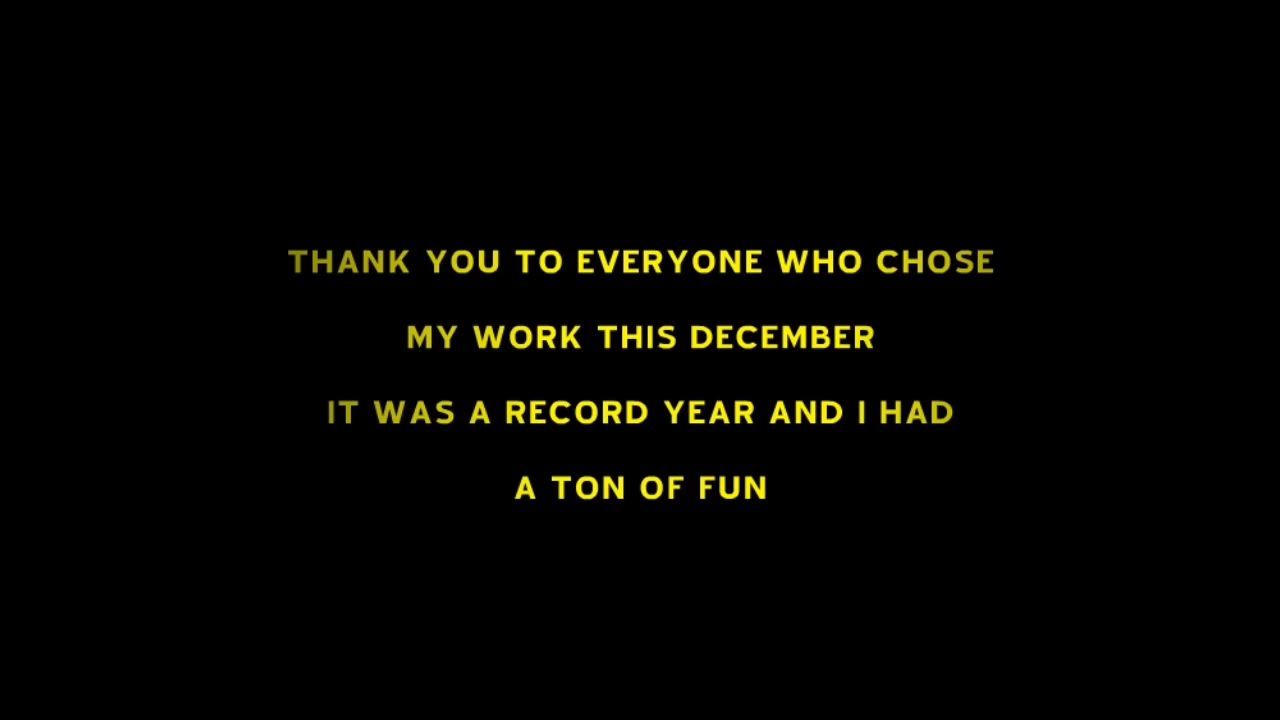 THANK YOU TO EVERYONE WHO CHOSE
MY WORK THIS DECEMBER
IT WAS A RECORD YEAR AND I HAD
A TON OF FUN